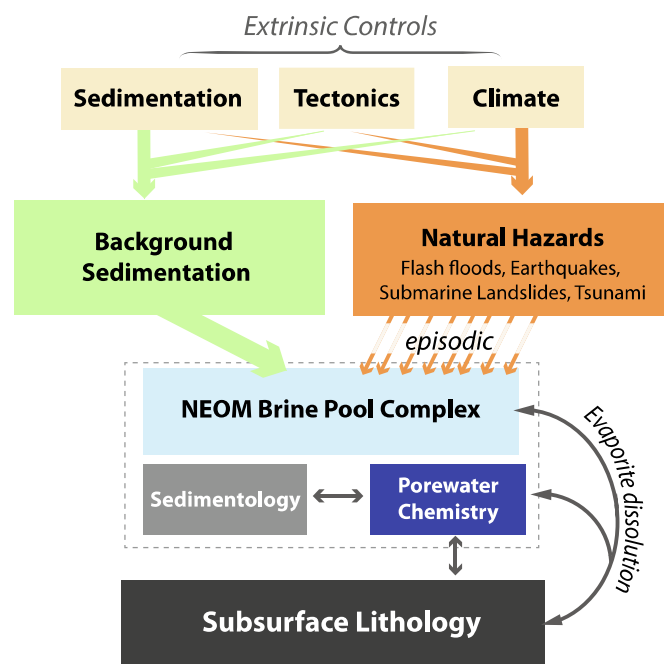 Extrinsic Controls
Sedimentation
Tectonics
Climate
Background
Sedimentation
Natural Hazards
Flash floods, Earthquakes,
Submarine Landslides, Tsunami
episodic
NEOM Brine Pool Complex
Sedimentology
Porewater
Chemistry
Evaporite dissolution
Subsurface Lithology